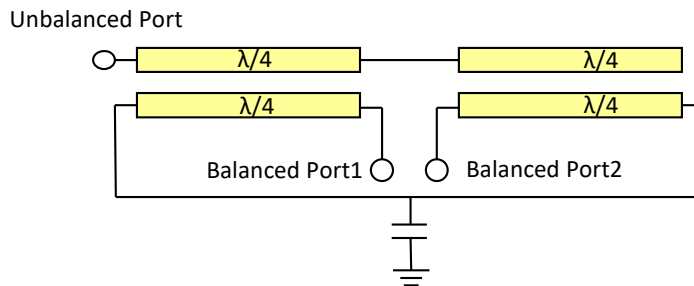 Unbalanced Port
λ/4
λ/4
λ/4
λ/4
Balanced Port1
Balanced Port2